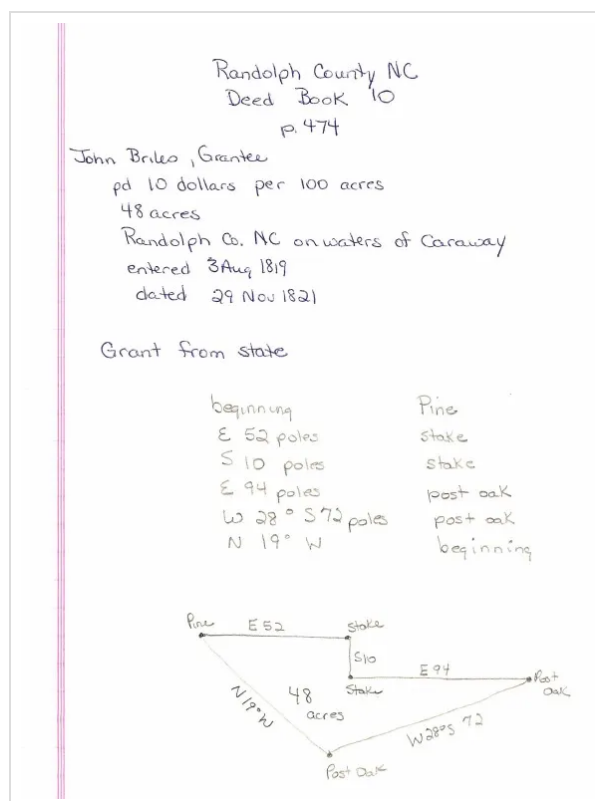 Randolph County NC
Deed Book 10
p. 474
John Briles, Grantee
pd 10 dollars per 100 acres
48 acres
Randolph Co. NC on waters of Caraway
entered 3 Aug 1819
dated 29 Nov 1821
Grant from state
beginning Pine
E 52 poles stake
S 10 poles stake
E 94 poles post oak
W 28° S 72 poles post oak
N 19° W beginning
Pine E 52 Stake
S10
E 94
Stake
Post Oak
N 19° W
48 acres
W 28° S 72
Post Oak